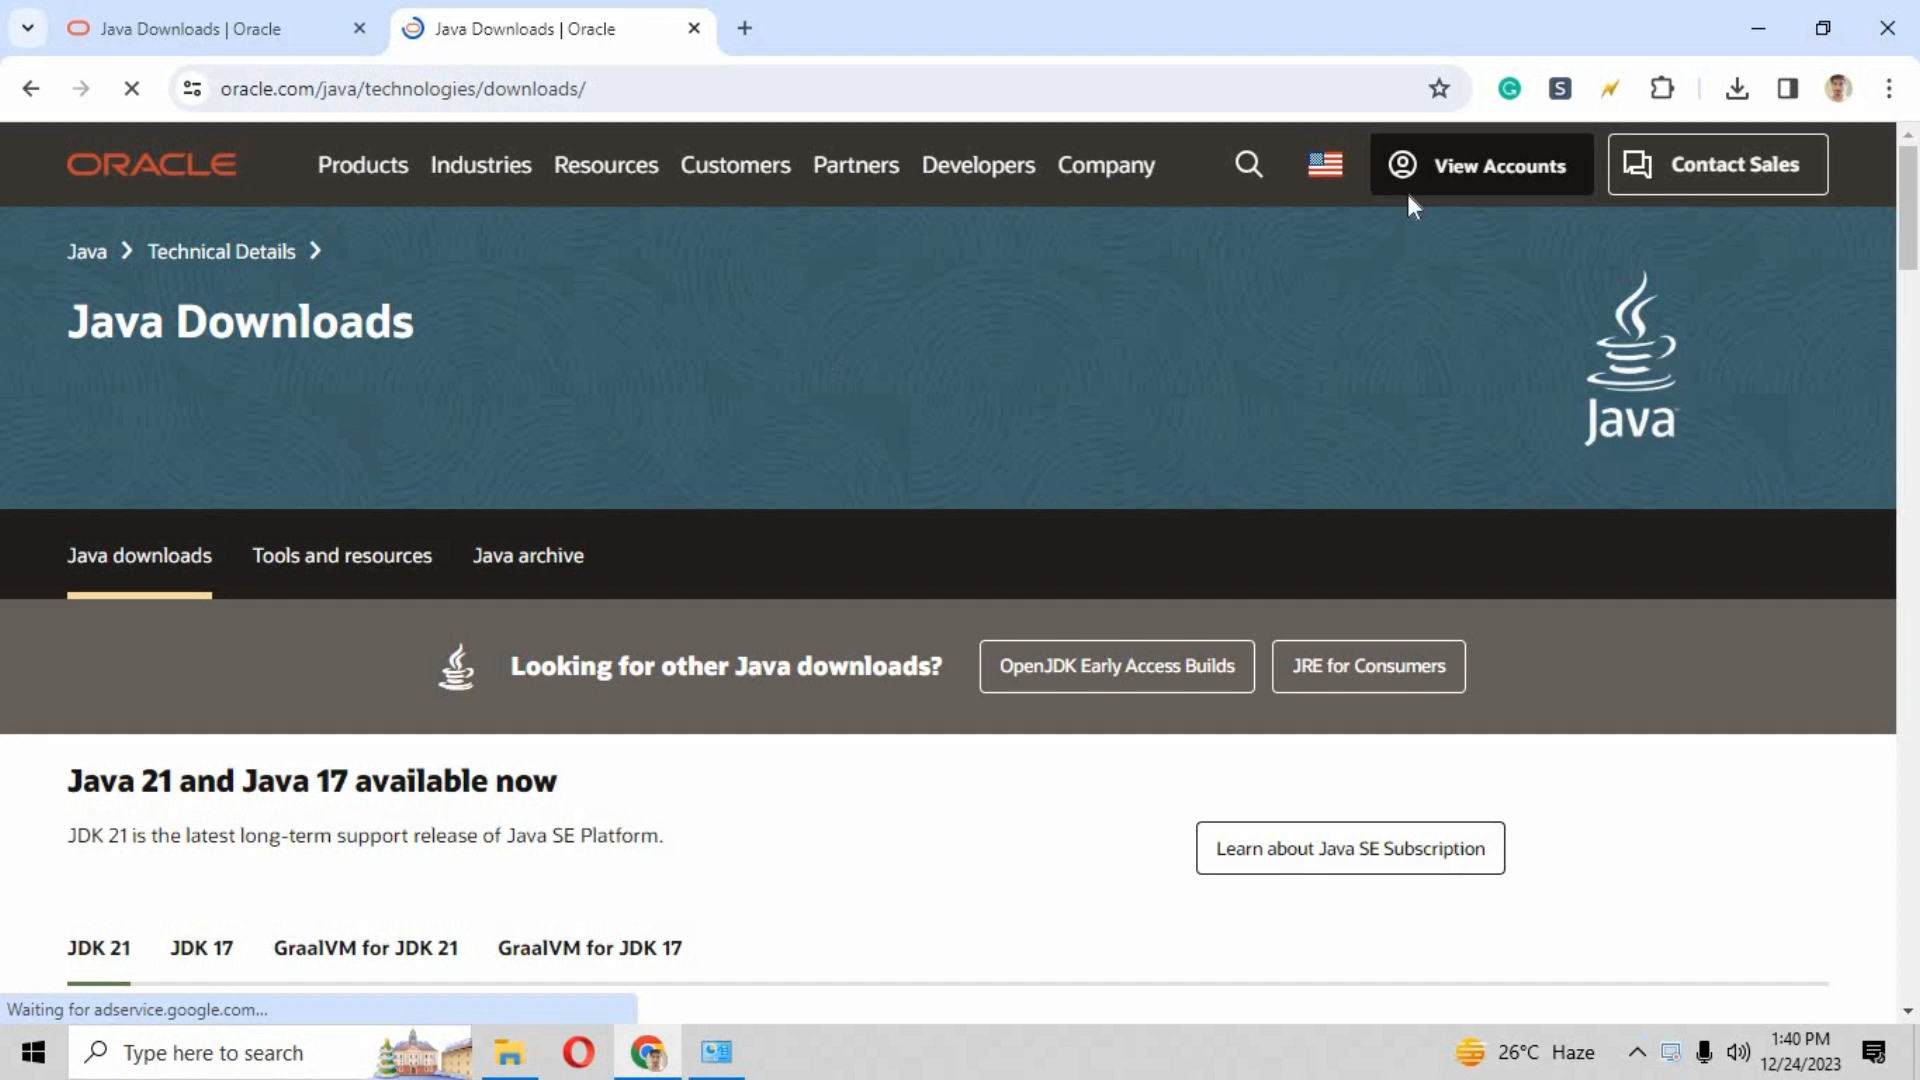 Java Downloads | Oracle
Java Downloads | Oracle
oracle.com/java/technologies/downloads/
G
S
ORACLE
Products Industries Resources Customers Partners Developers Company
View Accounts
Contact Sales
Java Technical Details
Java Downloads
Java
Java downloads Tools and resources Java archive
Looking for other Java downloads?
OpenJDK Early Access Builds
JRE for Consumers
Java 21 and Java 17 available now
JDK 21 is the latest long-term support release of Java SE Platform.
Learn about Java SE Subscription
JDK 21 JDK 17 GraalVM for JDK 21 GraalVM for JDK 17
Waiting for adservice.google.com...
Type here to search
26°C Haze
1:40 PM
12/24/2023